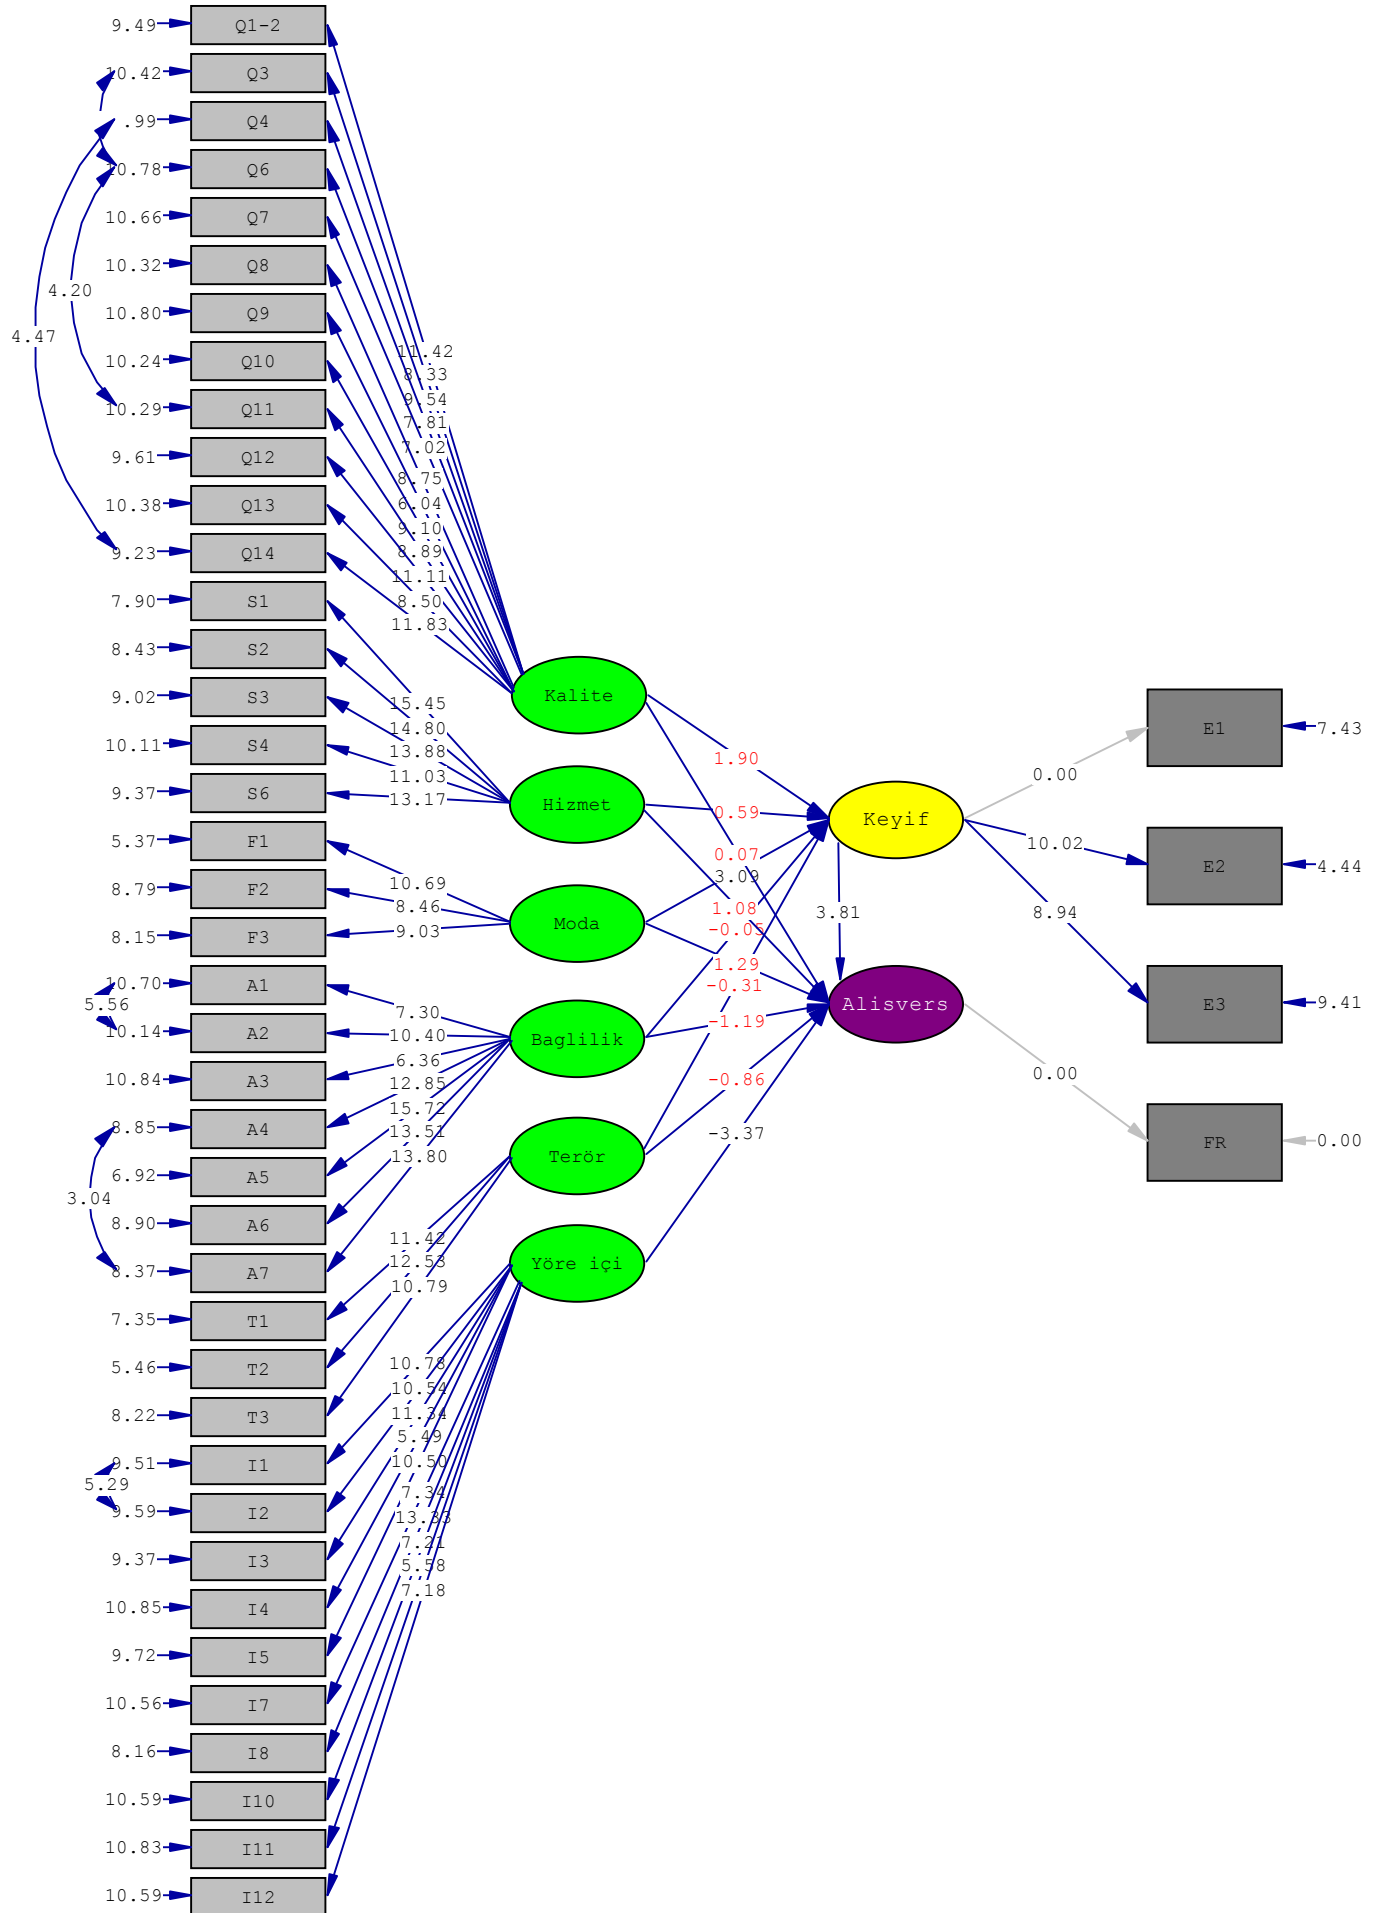 9.49 Q1-2
10.42 Q3
.99 Q4
10.78 Q6
10.66 Q7
10.32 Q8
4.20
10.80 Q9
4.47
10.24 Q10
10.29 Q11
9.61 Q12
10.38 Q13
9.23 Q14
7.90 S1
8.43 S2
9.02 S3
10.11 S4
9.37 S6
5.37 F1
8.79 F2
8.15 F3
10.70 A1
5.56
10.14 A2
10.84 A3
8.85 A4
6.92 A5
3.04
8.90 A6
8.37 A7
7.35 T1
5.46 T2
8.22 T3
9.51 I1
5.29
9.59 I2
9.37 I3
10.85 I4
9.72 I5
10.56 I7
8.16 I8
10.59 I10
10.83 I11
10.59 I12
11.42
8.33
9.54
7.81
7.02
8.75
6.04
9.10
8.89
11.11
8.50
11.83
15.45
14.80
13.88
11.03
13.17
10.69
8.46
9.03
7.30
10.40
6.36
12.85
15.72
13.51
13.80
11.42
12.53
10.79
10.78
10.54
11.34
5.49
10.50
7.34
13.33
7.21
5.58
7.18
Kalite
Hizmet
Moda
Baglilik
Terör
Yöre içi
1.90
0.59
0.07
3.09
1.08
-0.05
1.29
-0.31
-1.19
-0.86
-3.37
Keyif
3.81
Alisvers
0.00
10.02
8.94
0.00
E1 7.43
E2 4.44
E3 9.41
FR 0.00